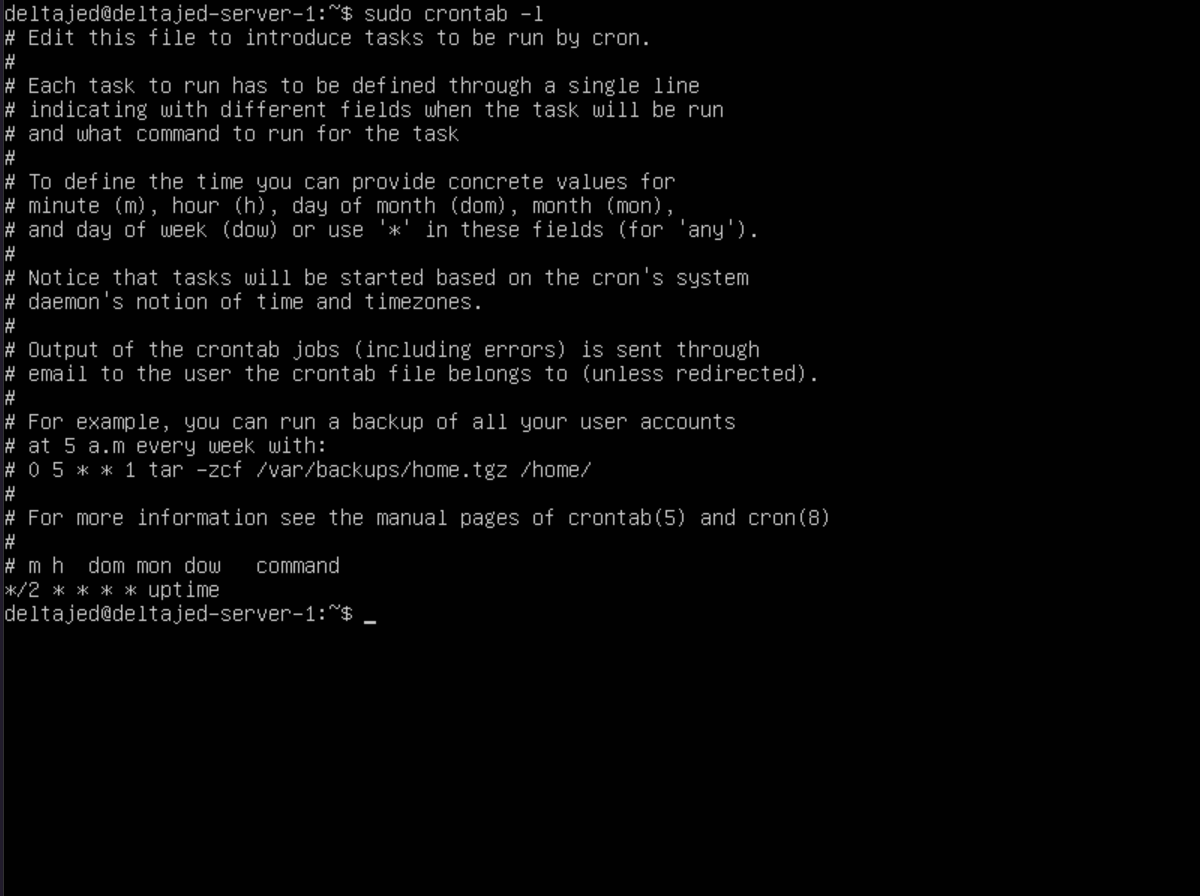 deltajed@deltajed-server-1:~$ sudo crontab -l
# Edit this file to introduce tasks to be run by cron.
#
# Each task to run has to be defined through a single line
# indicating with different fields when the task will be run
# and what command to run for the task
#
# To define the time you can provide concrete values for
# minute (m), hour (h), day of month (dom), month (mon),
# and day of week (dow) or use '*' in these fields (for 'any').
#
# Notice that tasks will be started based on the cron's system
# daemon's notion of time and timezones.
#
# Output of the crontab jobs (including errors) is sent through
# email to the user the crontab file belongs to (unless redirected).
#
# For example, you can run a backup of all your user accounts
# at 5 a.m every week with:
# 0 5 * * 1 tar -zcf /var/backups/home.tgz /home/
#
# For more information see the manual pages of crontab(5) and cron(8)
#
# m h  dom mon dow   command
*/2 * * * * uptime
deltajed@deltajed-server-1:~$ _